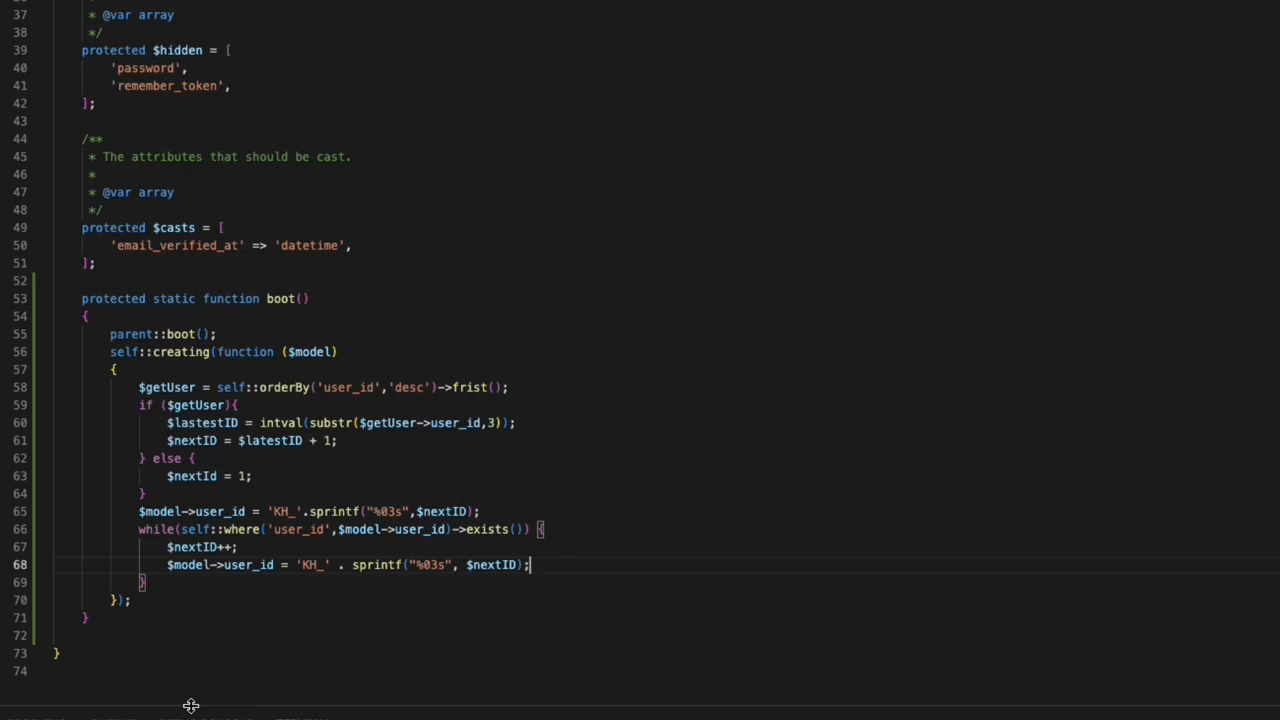 37 * @var array
38 */
39 protected $hidden = [
40 'password',
41 'remember_token',
42 ];
43
44 /**
45 * The attributes that should be cast.
46 *
47 * @var array
48 */
49 protected $casts = [
50 'email_verified_at' => 'datetime',
51 ];
52
53 protected static function boot()
54 {
55 parent::boot();
56 self::creating(function ($model)
57 {
58 $getUser = self::orderBy('user_id','desc')->frist();
59 if ($getUser){
60 $lastestID = intval(substr($getUser->user_id,3));
61 $nextID = $latestID + 1;
62 } else {
63 $nextId = 1;
64 }
65 $model->user_id = 'KH_'.sprintf("%03s",$nextID);
66 while(self::where('user_id',$model->user_id)->exists()) {
67 $nextID++;
68 $model->user_id = 'KH_' . sprintf("%03s", $nextID);
69 }
70 });
71 }
72
73 }
74